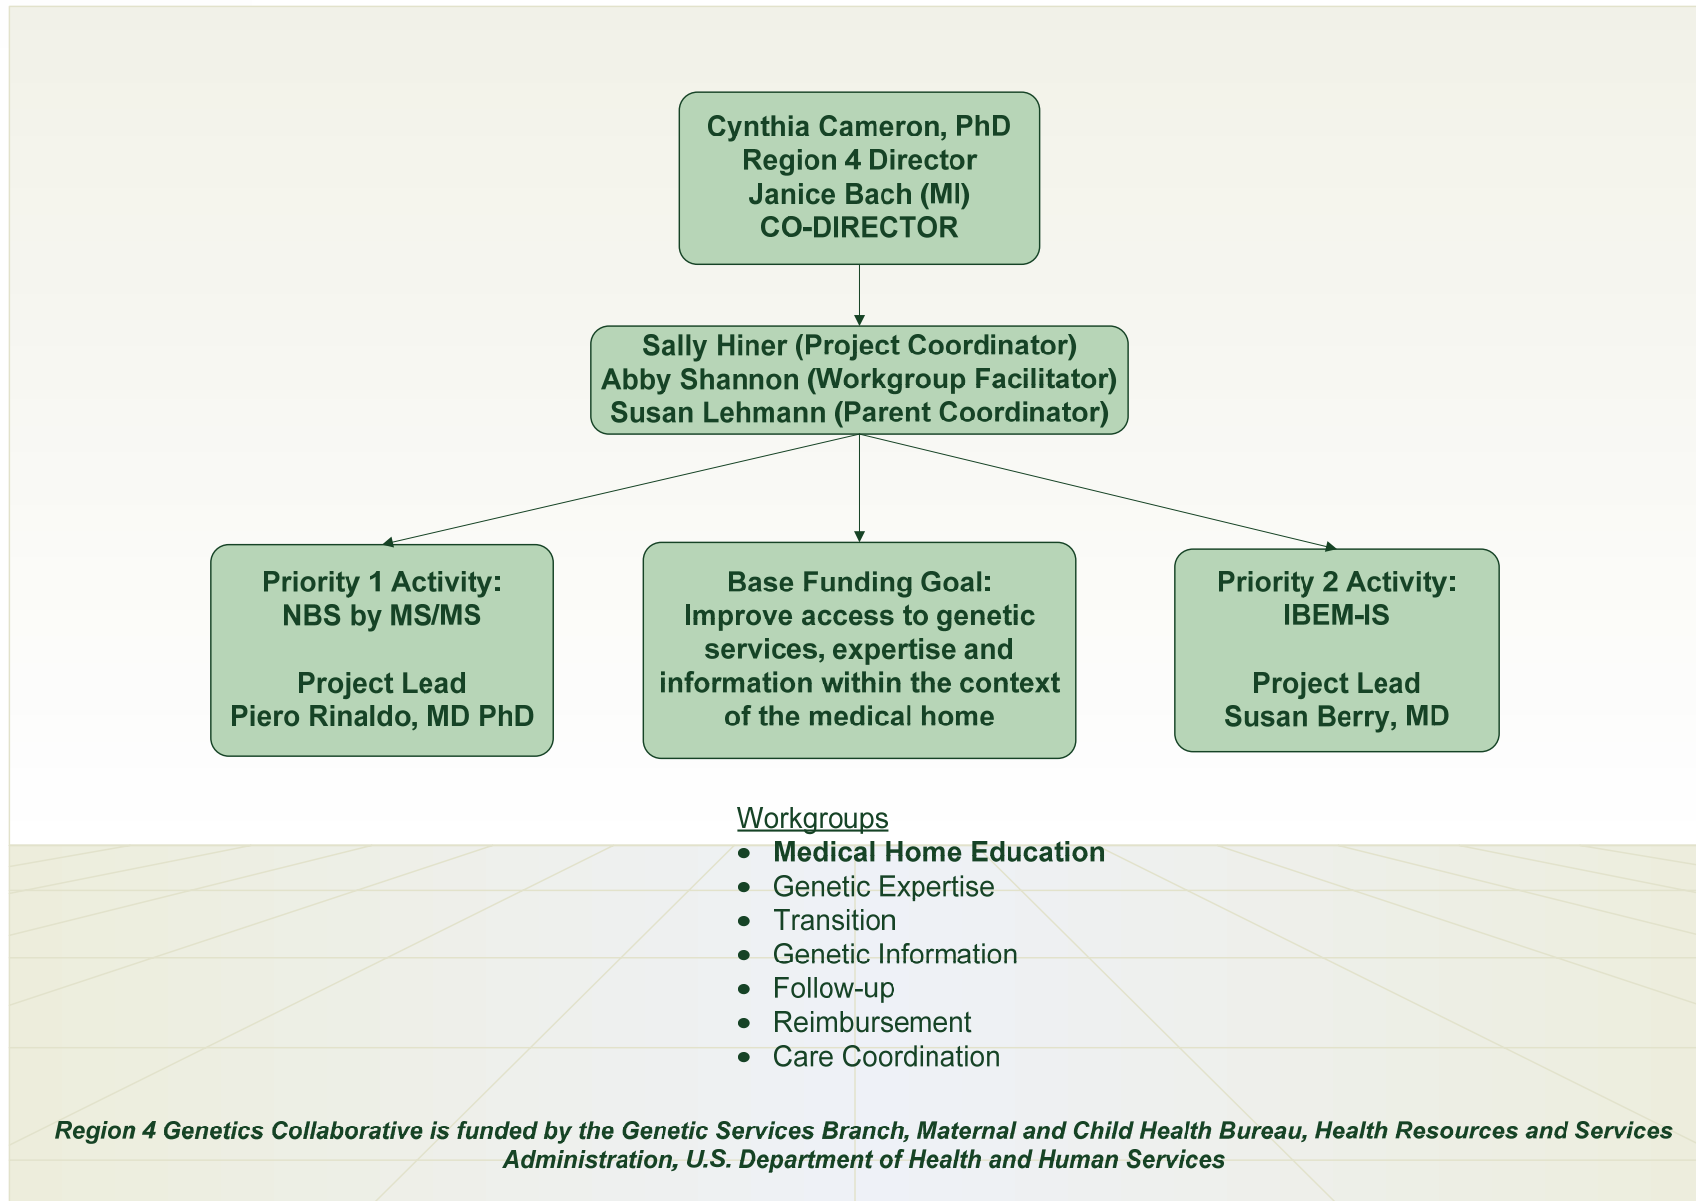 Cynthia Cameron, PhD
Region 4 Director
Janice Bach (MI)
CO-DIRECTOR
Sally Hiner (Project Coordinator)
Abby Shannon (Workgroup Facilitator)
Susan Lehmann (Parent Coordinator)
Priority 1 Activity:
NBS by MS/MS
Project Lead
Piero Rinaldo, MD PhD
Base Funding Goal:
Improve access to genetic
services, expertise and
information within the context
of the medical home
Priority 2 Activity:
IBEM-IS
Project Lead
Susan Berry, MD
Workgroups
• Medical Home Education
• Genetic Expertise
• Transition
• Genetic Information
• Follow-up
• Reimbursement
• Care Coordination
Region 4 Genetics Collaborative is funded by the Genetic Services Branch, Maternal and Child Health Bureau, Health Resources and Services
Administration, U.S. Department of Health and Human Services